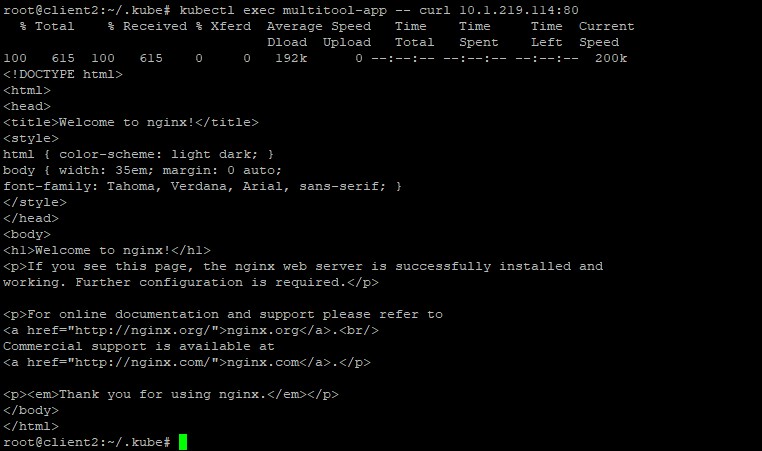 root@client2:~/.kube# kubectl exec multitool-app -- curl 10.1.219.114:80
  % Total    % Received % Xferd  Average Speed   Time    Time     Time  Current
                                 Dload  Upload   Total   Spent    Left  Speed
100   615  100   615    0     0   192k      0 --:--:-- --:--:-- --:--:--  200k
<!DOCTYPE html>
<html>
<head>
<title>Welcome to nginx!</title>
<style>
html { color-scheme: light dark; }
body { width: 35em; margin: 0 auto;
font-family: Tahoma, Verdana, Arial, sans-serif; }
</style>
</head>
<body>
<h1>Welcome to nginx!</h1>
<p>If you see this page, the nginx web server is successfully installed and
working. Further configuration is required.</p>

<p>For online documentation and support please refer to
<a href="http://nginx.org/">nginx.org</a>.<br/>
Commercial support is available at
<a href="http://nginx.com/">nginx.com</a>.</p>

<p><em>Thank you for using nginx.</em></p>
</body>
</html>
root@client2:~/.kube#